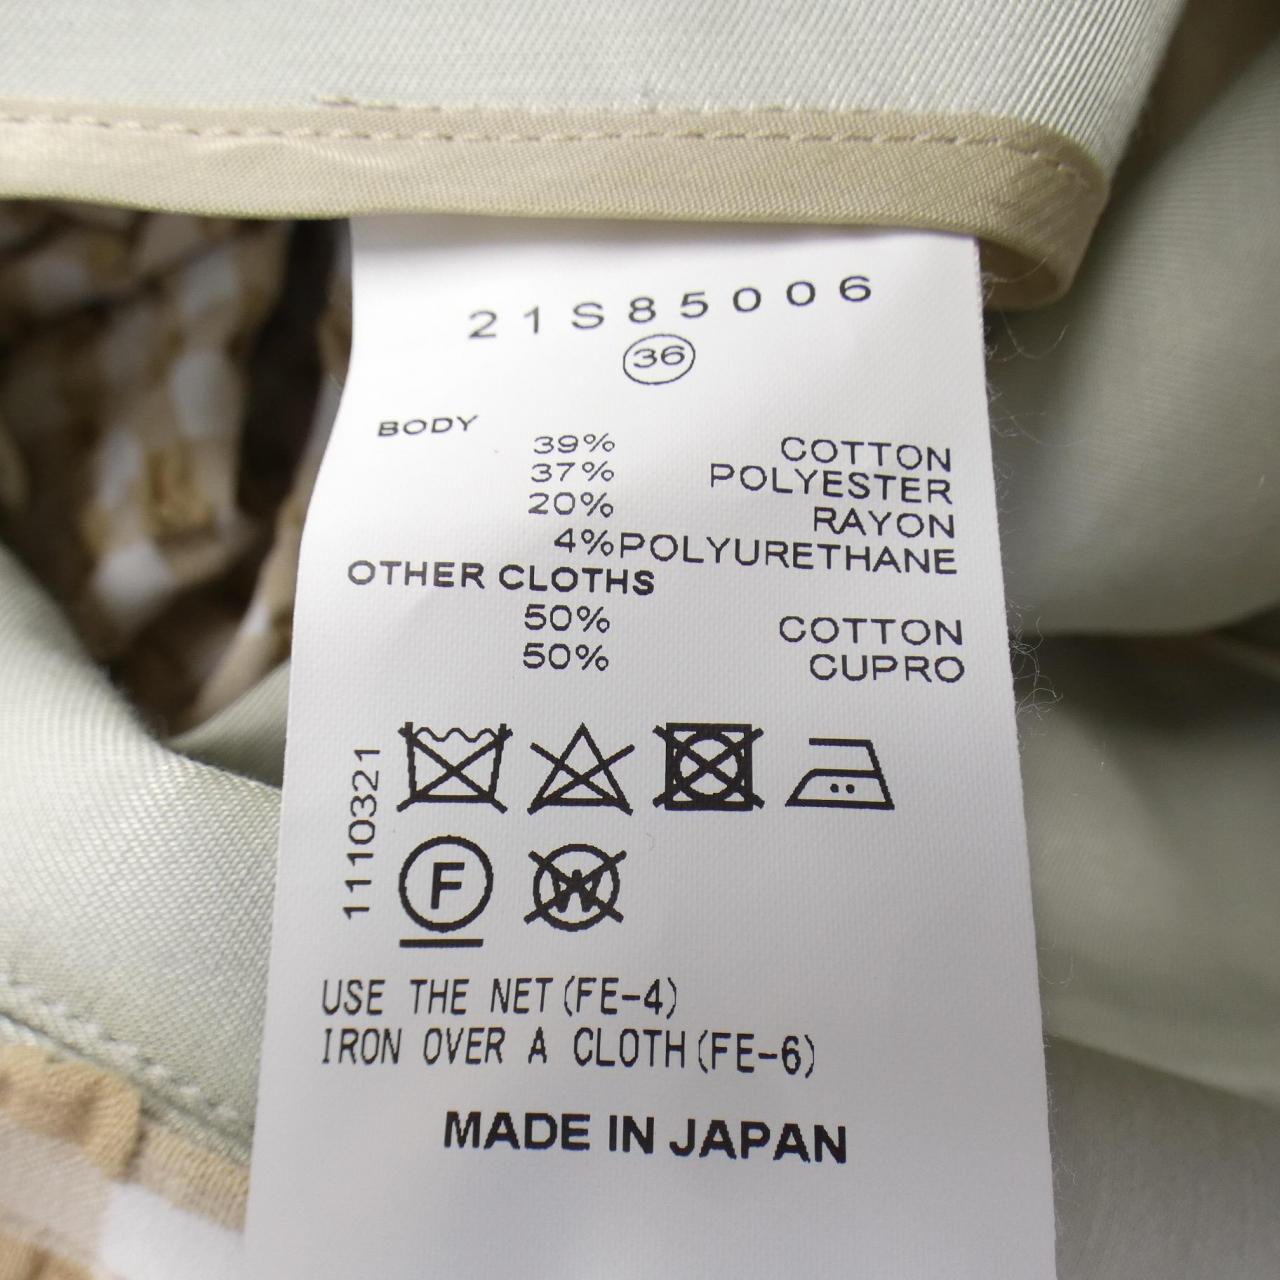 21S85006
36
BODY
39% COTTON
37% POLYESTER
20% RAYON
4% POLYURETHANE
OTHER CLOTHS
50% COTTON
50% CUPRO
1110321
F
W
USE THE NET(FE-4)
IRON OVER A CLOTH(FE-6)
MADE IN JAPAN